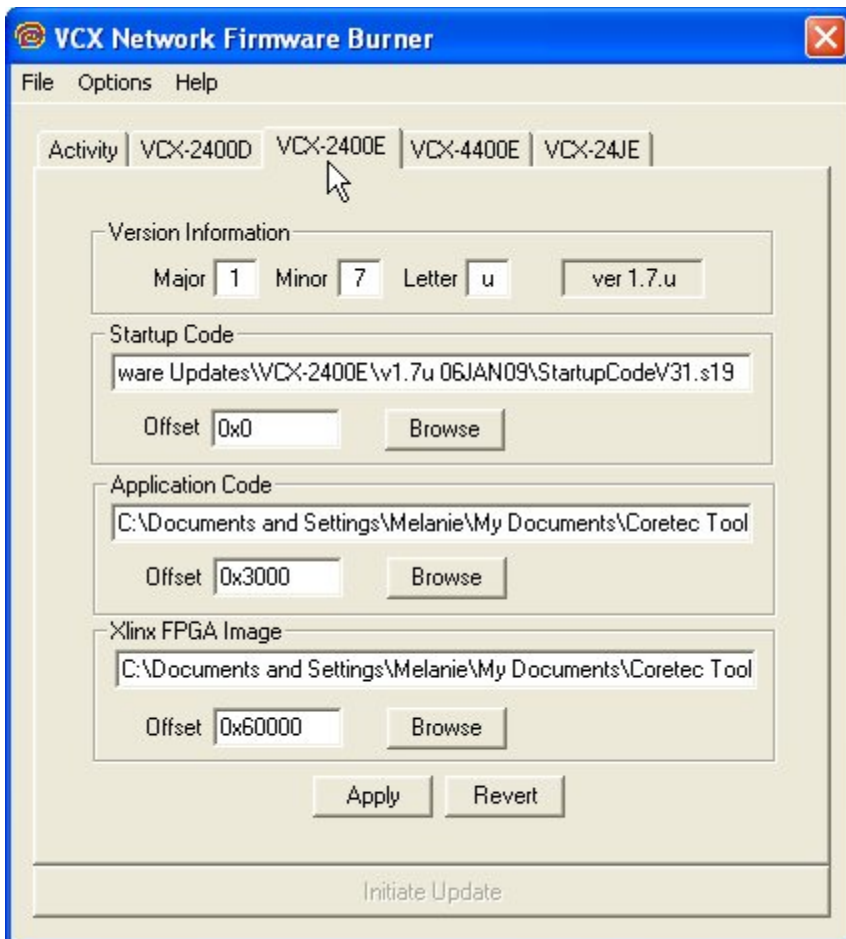 VCX Network Firmware Burner
File Options Help
Activity VCX-2400D VCX-2400E VCX-4400E VCX-24JE
Version Information
Major 1 Minor 7 Letter u ver 1.7.u
Startup Code
ware Updates\VCX-2400E\v1.7u 06JAN09\StartupCodeV31.s19
Offset 0x0 Browse
Application Code
C:\Documents and Settings\Melanie\My Documents\Coretec Tool
Offset 0x3000 Browse
Xlinx FPGA Image
C:\Documents and Settings\Melanie\My Documents\Coretec Tool
Offset 0x60000 Browse
Apply Revert
Initiate Update